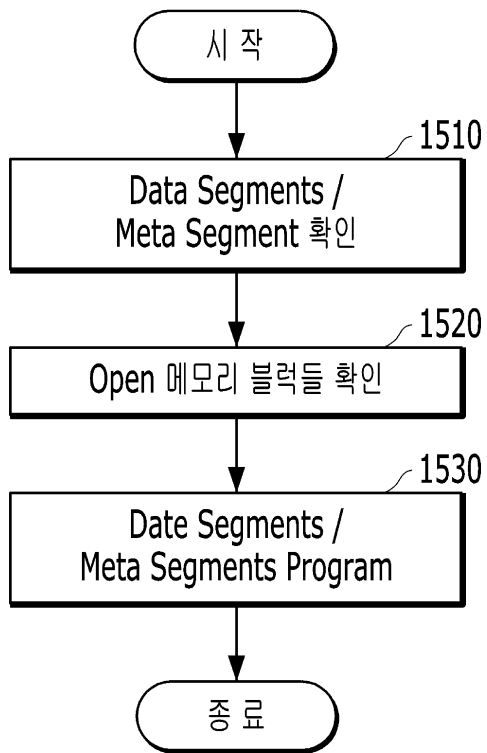 시 작
1510
Data Segments /
Meta Segment 확인
1520
Open 메모리 블럭들 확인
1530
Date Segments /
Meta Segments Program
종 료